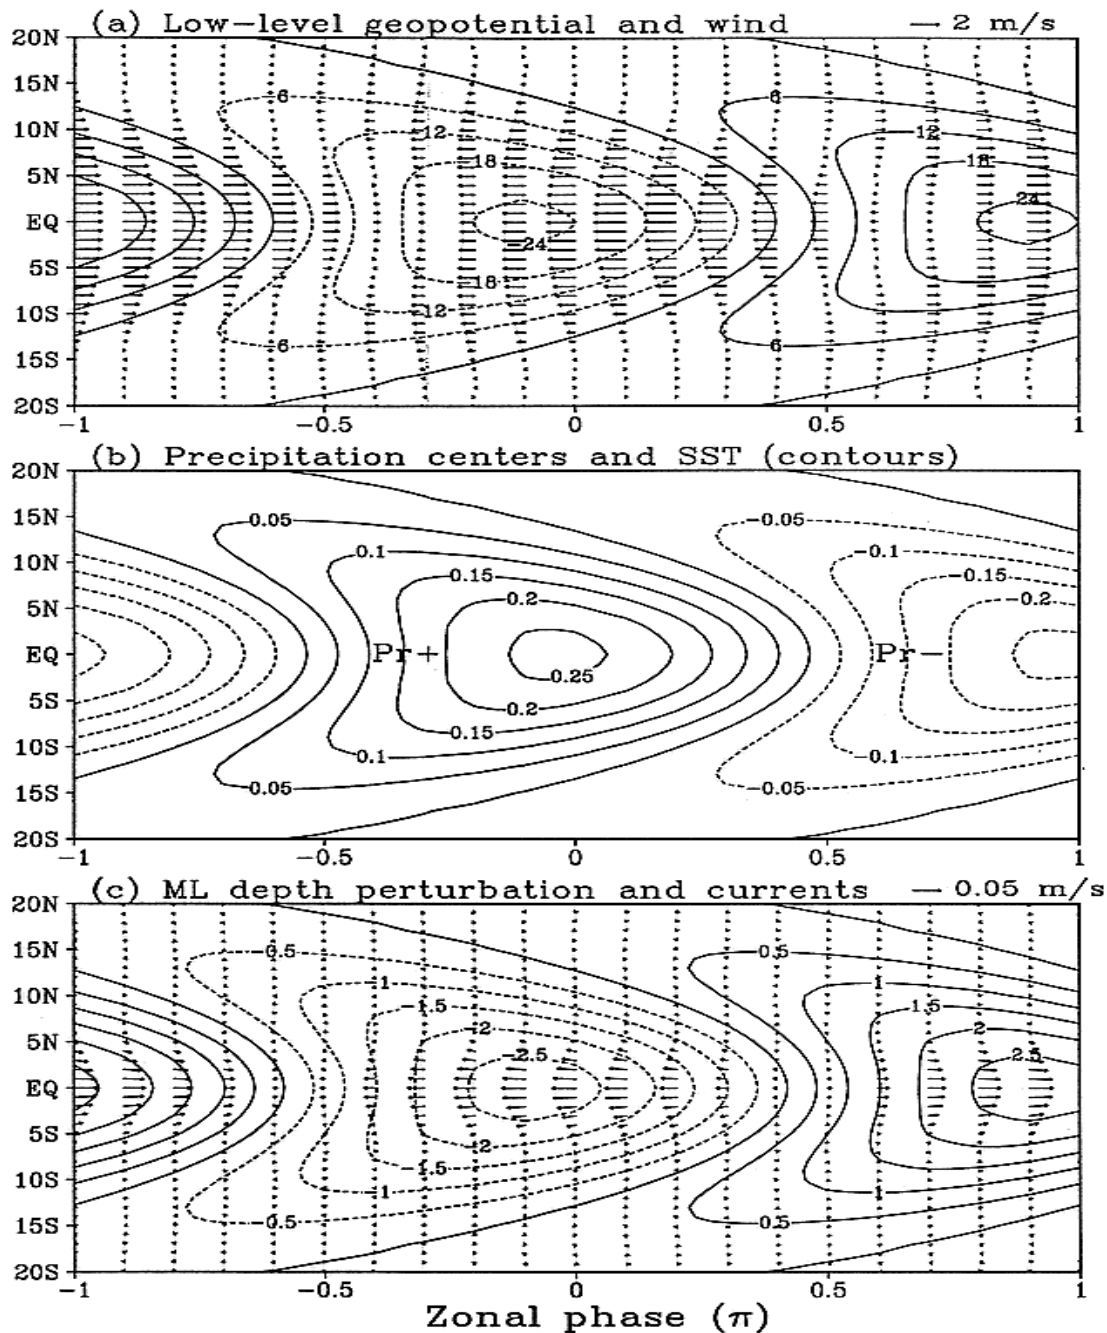 (a) Low-level geopotential and wind — 2 m/s
20N
15N
10N
5N
EQ
5S
10S
15S
20S
6 6
12 12
18 18
-24 24
18
12
6 6
-1 -0.5 0 0.5 1
(b) Precipitation centers and SST (contours)
20N
15N
10N
5N
EQ
5S
10S
15S
20S
0.05 -0.05
0.1 -0.1
0.15 0.15
0.2 0.2
Pr+ Pr-
0.25
0.2
0.15
0.1 -0.1
0.05 -0.05
-1 -0.5 0 0.5 1
(c) ML depth perturbation and currents — 0.05 m/s
20N
15N
10N
5N
EQ
5S
10S
15S
20S
0.5 0.5
1 1
1.5 1.5
2 2
-2.5 2.5
2
1.5
1 1
0.5 0.5
-1 -0.5 0 0.5 1
Zonal phase (π)